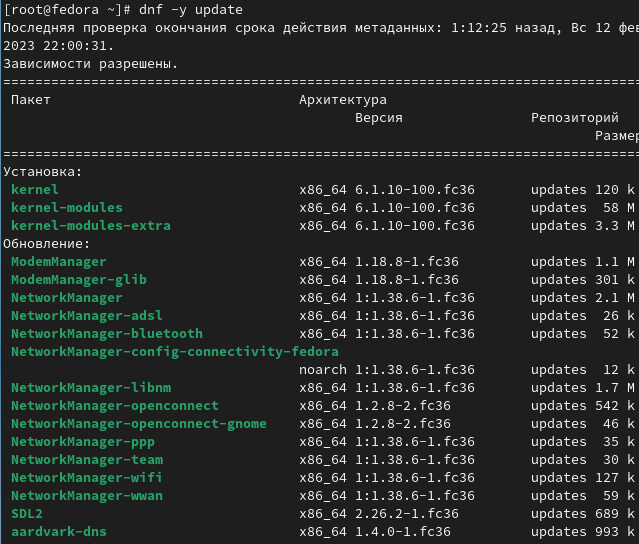 [root@fedora ~]# dnf -y update
Последняя проверка окончания срока действия метаданных: 1:12:25 назад, Вс 12 фев
2023 22:00:31.
Зависимости разрешены.
================================================================================
Пакет Архитектура
Версия Репозиторий
Размер
================================================================================
Установка:
kernel x86_64 6.1.10-100.fc36 updates 120 k
kernel-modules x86_64 6.1.10-100.fc36 updates 58 M
kernel-modules-extra x86_64 6.1.10-100.fc36 updates 3.3 M
Обновление:
ModemManager x86_64 1.18.8-1.fc36 updates 1.1 M
ModemManager-glib x86_64 1.18.8-1.fc36 updates 301 k
NetworkManager x86_64 1:1.38.6-1.fc36 updates 2.1 M
NetworkManager-adsl x86_64 1:1.38.6-1.fc36 updates 26 k
NetworkManager-bluetooth x86_64 1:1.38.6-1.fc36 updates 52 k
NetworkManager-config-connectivity-fedora
noarch 1:1.38.6-1.fc36 updates 12 k
NetworkManager-libnm x86_64 1:1.38.6-1.fc36 updates 1.7 M
NetworkManager-openconnect x86_64 1.2.8-2.fc36 updates 542 k
NetworkManager-openconnect-gnome x86_64 1.2.8-2.fc36 updates 46 k
NetworkManager-ppp x86_64 1:1.38.6-1.fc36 updates 35 k
NetworkManager-team x86_64 1:1.38.6-1.fc36 updates 30 k
NetworkManager-wifi x86_64 1:1.38.6-1.fc36 updates 127 k
NetworkManager-wwan x86_64 1:1.38.6-1.fc36 updates 59 k
SDL2 x86_64 2.26.2-1.fc36 updates 689 k
aardvark-dns x86_64 1.4.0-1.fc36 updates 993 k